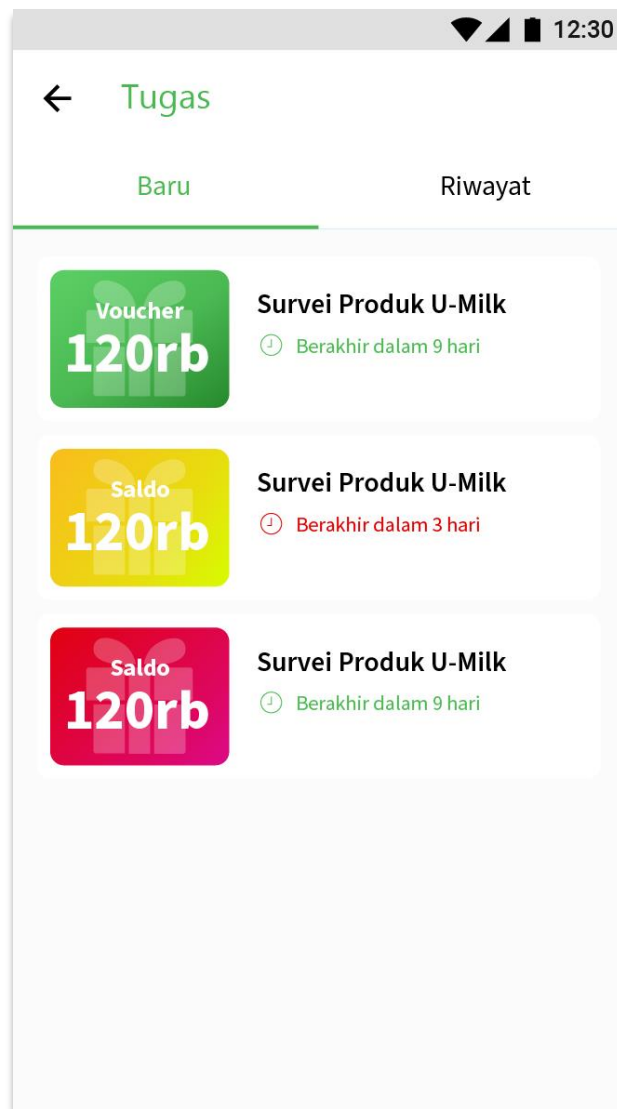 12:30
Tugas
Baru Riwayat
Voucher
120rb
Survei Produk U-Milk
Berakhir dalam 9 hari
Saldo
120rb
Survei Produk U-Milk
Berakhir dalam 3 hari
Saldo
120rb
Survei Produk U-Milk
Berakhir dalam 9 hari